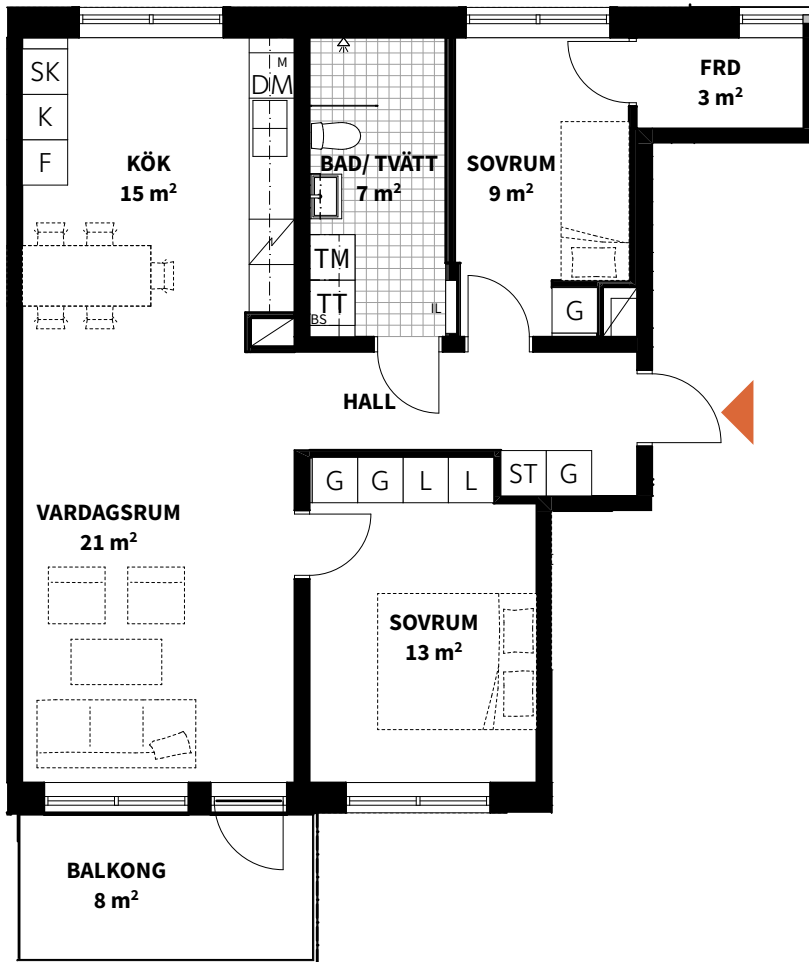 SK
K
F
M
DM
KÖK
15 m²
BAD/ TVÄTT
7 m²
TM
TT
BS
IL
SOVRUM
9 m²
G
FRD
3 m²
HALL
G G L L ST G
VARDAGSRUM
21 m²
SOVRUM
13 m²
BALKONG
8 m²